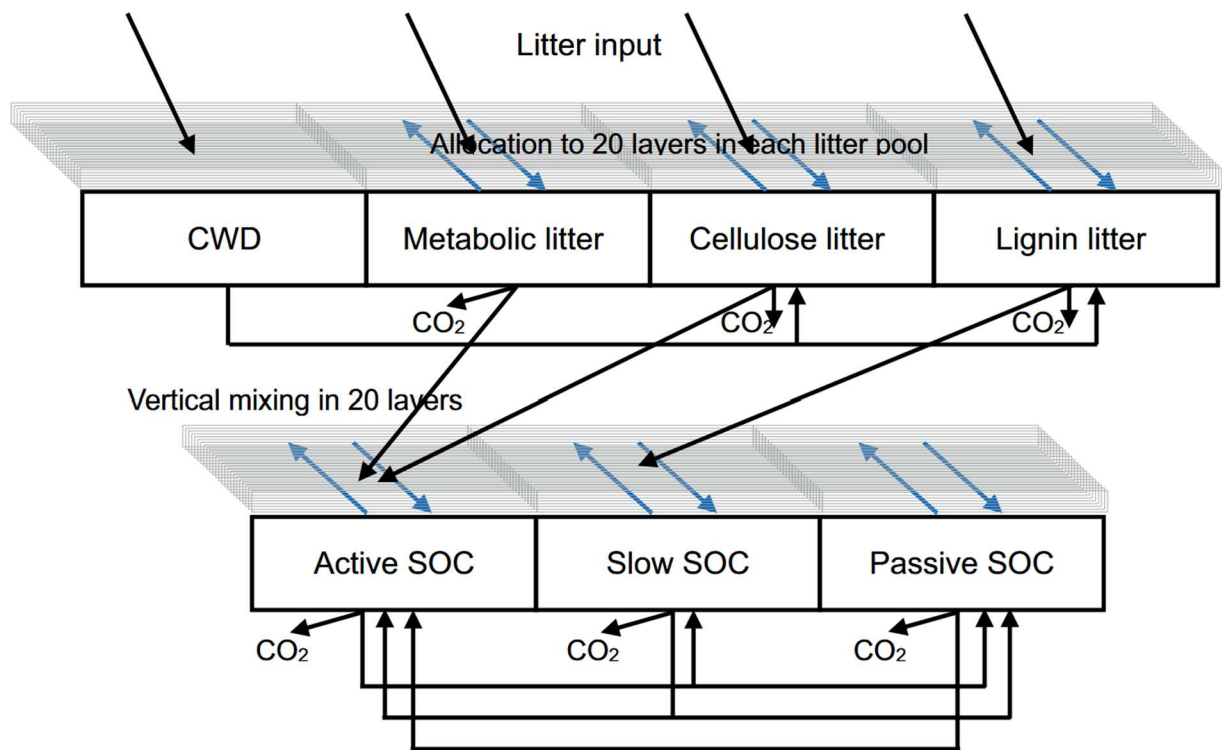 Litter input
Allocation to 20 layers in each litter pool
CWD
Metabolic litter
Cellulose litter
Lignin litter
CO₂
CO₂
CO₂
Vertical mixing in 20 layers
Active SOC
Slow SOC
Passive SOC
CO₂
CO₂
CO₂